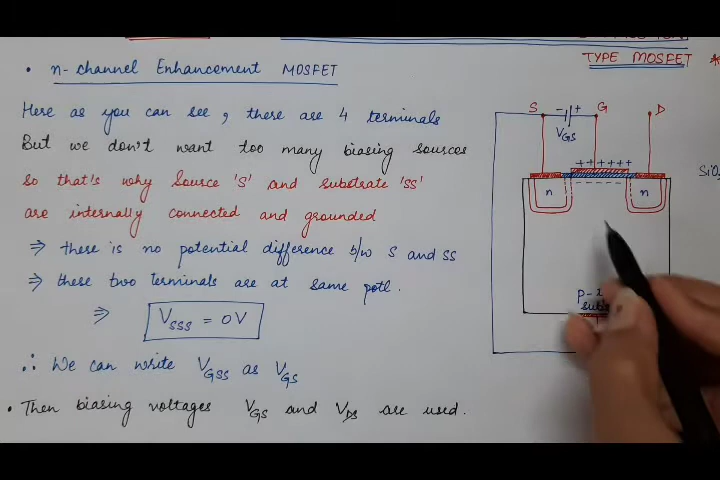 TYPE MOSFET *
• n-channel Enhancement MOSFET
Here as you can see, there are 4 terminals
But we don't want too many biasing sources
so that's why Source 'S' and substrate 'SS'
are internally connected and grounded
⇒ there is no potential difference b/w S and SS
⇒ these two terminals are at same potl.
⇒ VSSS = 0V
∴ We can write VGSS as VGS
• Then biasing voltages VGS and VDS are used.
S - + G D
VGS
+ + + + + +
SiO
n - - - - - n
p-
subs